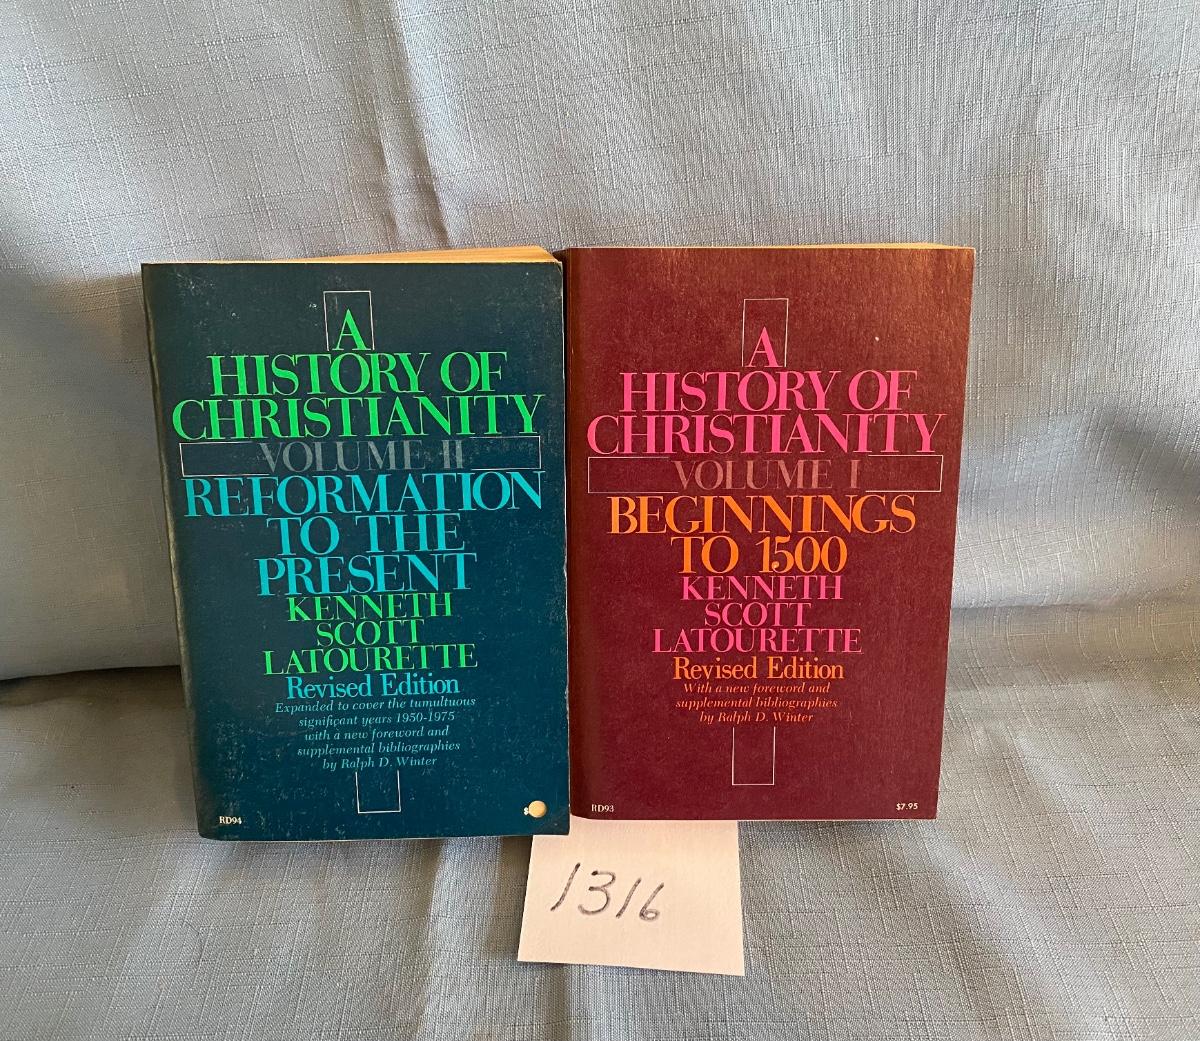 A
HISTORY OF
CHRISTIANITY
VOLUME II
REFORMATION
TO THE
PRESENT
KENNETH
SCOTT
LATOURETTE
Revised Edition
Expanded to cover the tumultuous
significant years 1950-1975
with a new foreword and
supplemental bibliographies
by Ralph D. Winter
RD94
$
A
HISTORY OF
CHRISTIANITY
VOLUME I
BEGINNINGS
TO 1500
KENNETH
SCOTT
LATOURETTE
Revised Edition
With a new foreword and
supplemental bibliographies
by Ralph D. Winter
RD93
$7.95
1316